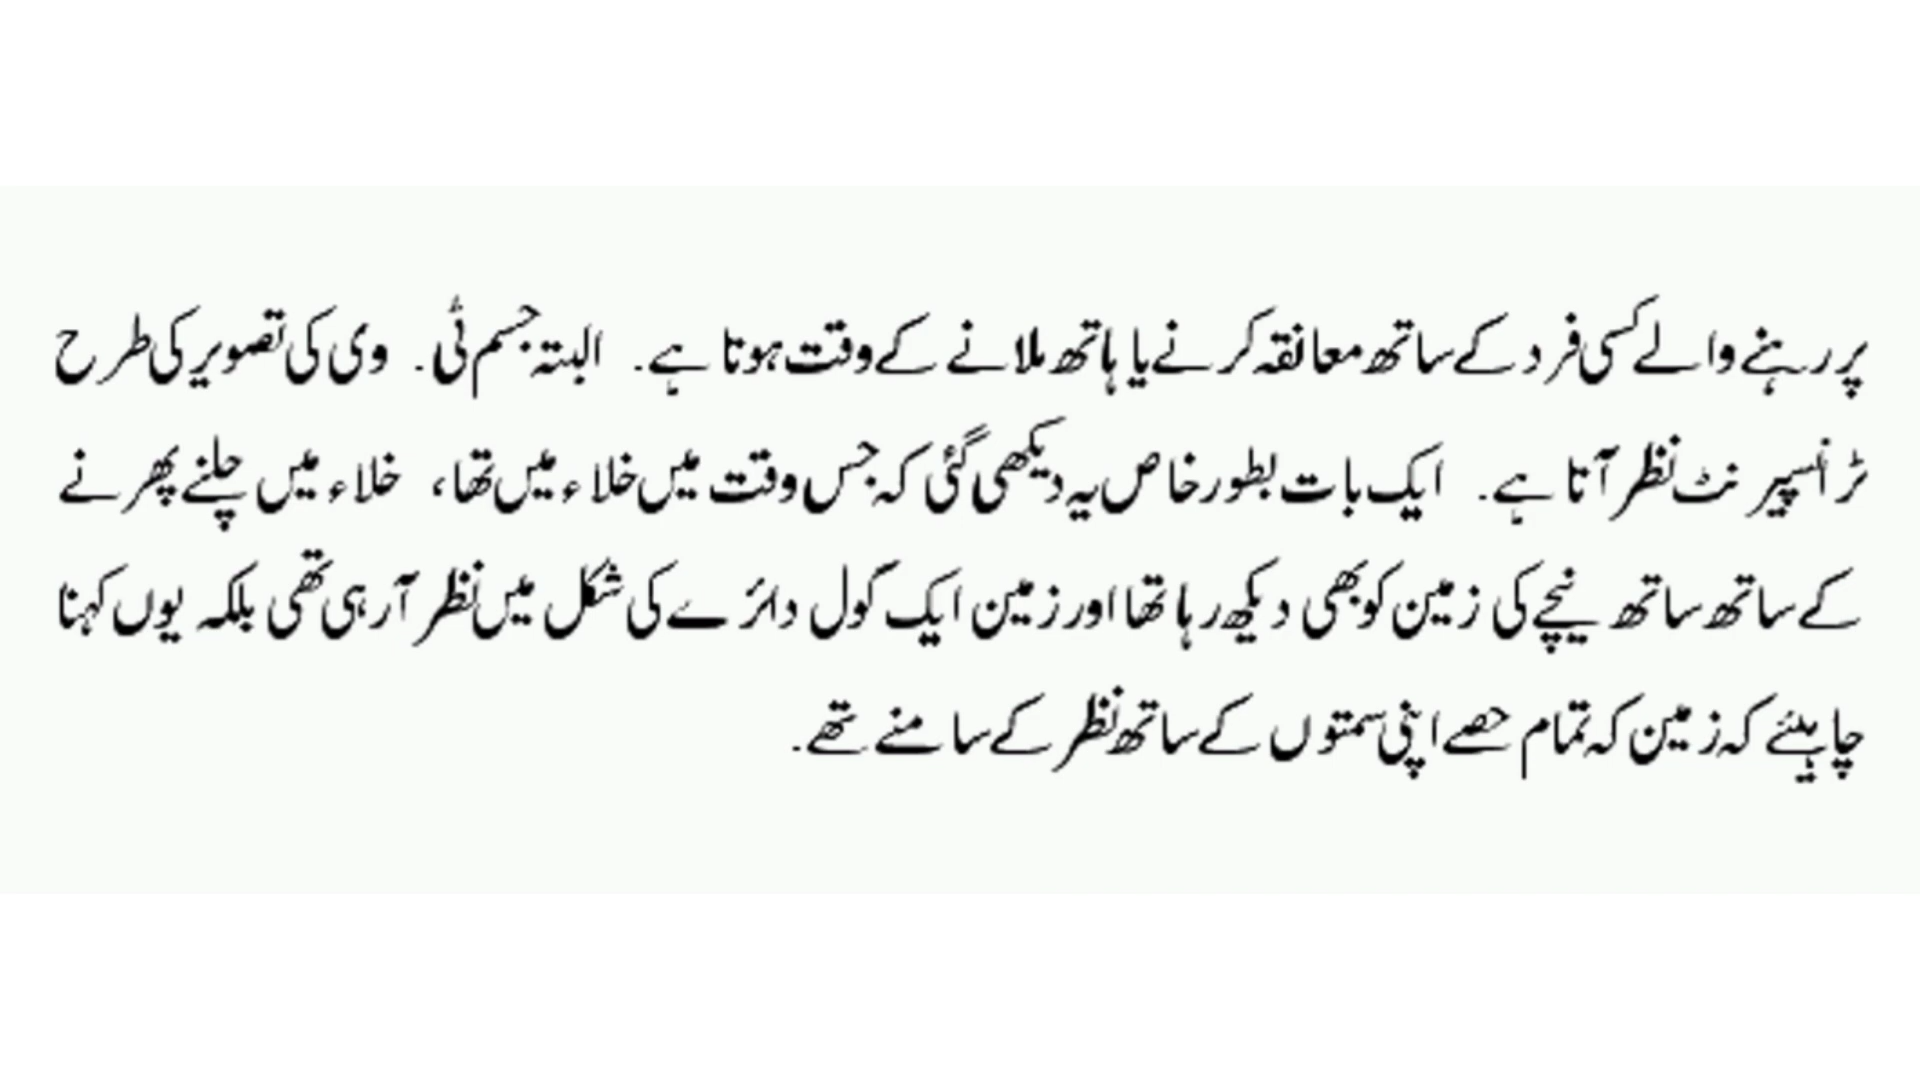 پر رہنے والے کسی فرد کے ساتھ معانقہ کرنے یا ہاتھ ملانے کے وقت ہوتا ہے۔ البتہ جسم ٹی۔ وی کی تصویر کی طرح
ٹرانسپیرنٹ نظر آتا ہے۔ ایک بات بطور خاص یہ دیکھی گئی کہ جس وقت میں خلاء میں تھا، خلاء میں چلنے پھرنے
کے ساتھ ساتھ نیچے کی زمین کو بھی دیکھ رہا تھا اور زمین ایک گول دائرے کی شکل میں نظر آرہی تھی بلکہ یوں کہنا
چاہیئے کہ زمین کہ تمام حصے اپنی سمتوں کے ساتھ نظر کے سامنے تھے۔